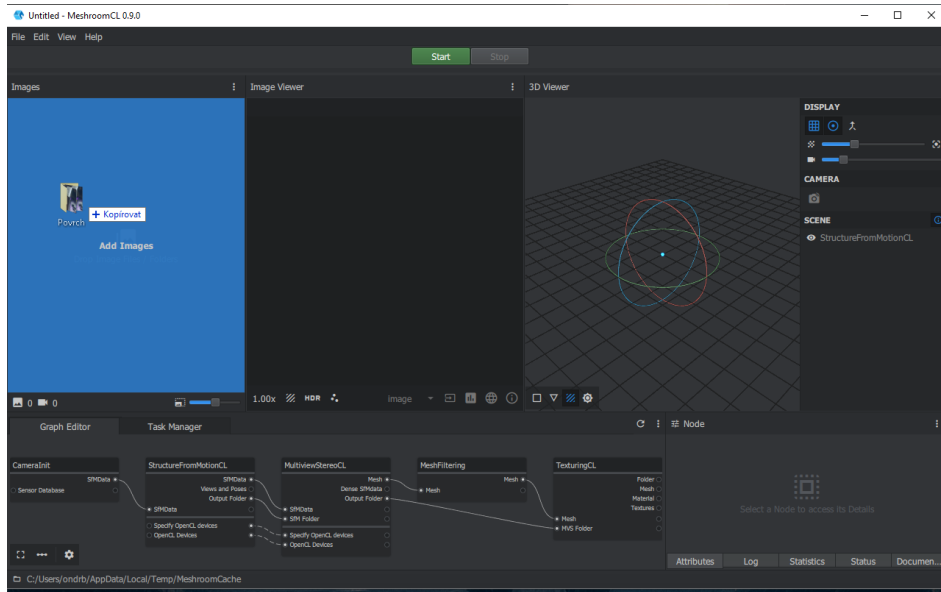 Untitled - MeshroomCL 0.9.0
File Edit View Help
Start Stop
Images
Image Viewer
3D Viewer
DISPLAY
CAMERA
SCENE
StructureFromMotionCL
Povrch
+ Kopírovat
Add Images
0 0
1.00x HDR image
Graph Editor Task Manager
Node
CameraInit
SfMData
Sensor Database
StructureFromMotionCL
SfMData
Views and Poses
Output Folder
SfMData
Specify OpenCL devices
OpenCL Devices
MultiviewStereoCL
Mesh
Dense SfMdata
Output Folder
SfMData
SfM Folder
Specify OpenCL devices
OpenCL Devices
MeshFiltering
Mesh
Mesh
TexturingCL
Folder
Mesh
Material
Textures
Mesh
MVS Folder
Select a Node to access its Details
Attributes Log Statistics Status Documen...
C:/Users/ondrb/AppData/Local/Temp/MeshroomCache